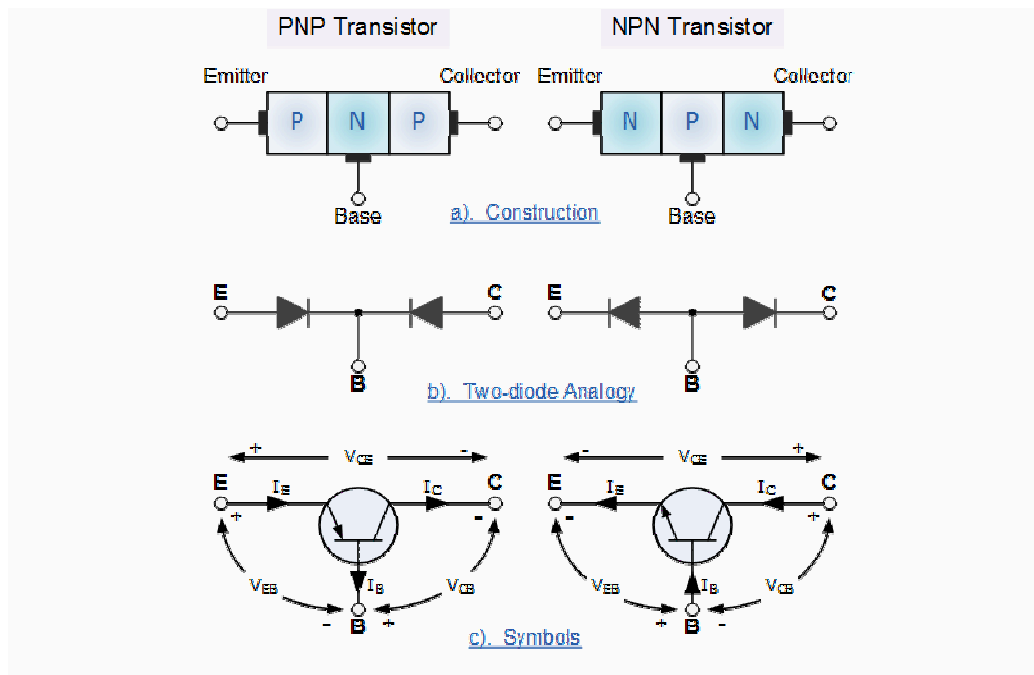 PNP Transistor NPN Transistor
Emitter Collector Emitter Collector
P N P N P N
Base Base
a). Construction
E C E C
B B
b). Two-diode Analogy
+ VCE - - VCE +
E C E C
IE IC IE IC
+ - - +
VEB IB VCB VEB IB VCB
- B + + B -
c). Symbols